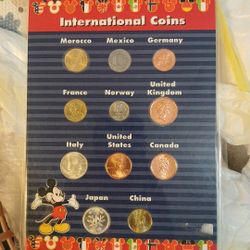 International Coins
Morocco Mexico Germany
France Norway United Kingdom
Italy United States Canada
Japan China